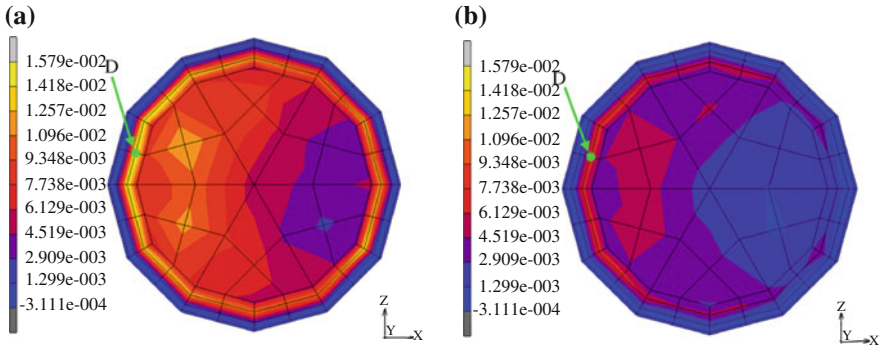 (a)
1.579e-002
1.418e-002
1.257e-002
1.096e-002
9.348e-003
7.738e-003
6.129e-003
4.519e-003
2.909e-003
1.299e-003
-3.111e-004
D
Z
Y
X
(b)
1.579e-002
1.418e-002
1.257e-002
1.096e-002
9.348e-003
7.738e-003
6.129e-003
4.519e-003
2.909e-003
1.299e-003
-3.111e-004
D
Z
Y
X